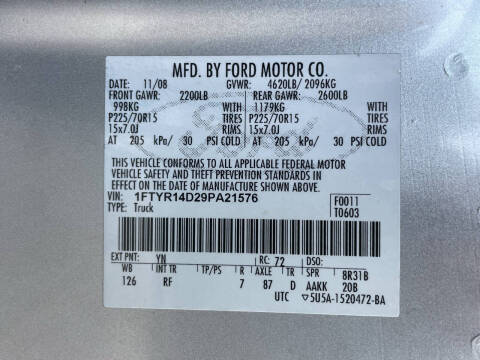 MFD. BY FORD MOTOR CO.
DATE: 11/08 GVWR: 4620LB/ 2096KG
FRONT GAWR: 2200LB REAR GAWR: 2600LB
998KG WITH 1179KG WITH
P225/70R15 TIRES P225/70R15 TIRES
15x7.0J RIMS 15x7.0J RIMS
AT 205 kPa/ 30 PSI COLD AT 205 kPa/ 30 PSI COLD
THIS VEHICLE CONFORMS TO ALL APPLICABLE FEDERAL MOTOR
VEHICLE SAFETY AND THEFT PREVENTION STANDARDS IN
EFFECT ON THE DATE OF MANUFACTURE SHOWN ABOVE.
VIN: 1FTYR14D29PA21576 F0011
TYPE: Truck T0603
EXT PNT: YN RC: 72 DSO:
WB INT TR TP/PS R AXLE TR SPR 8R31B
126 RF 7 87 D AAKK 20B
UTC ▽5U5A-1520472-BA